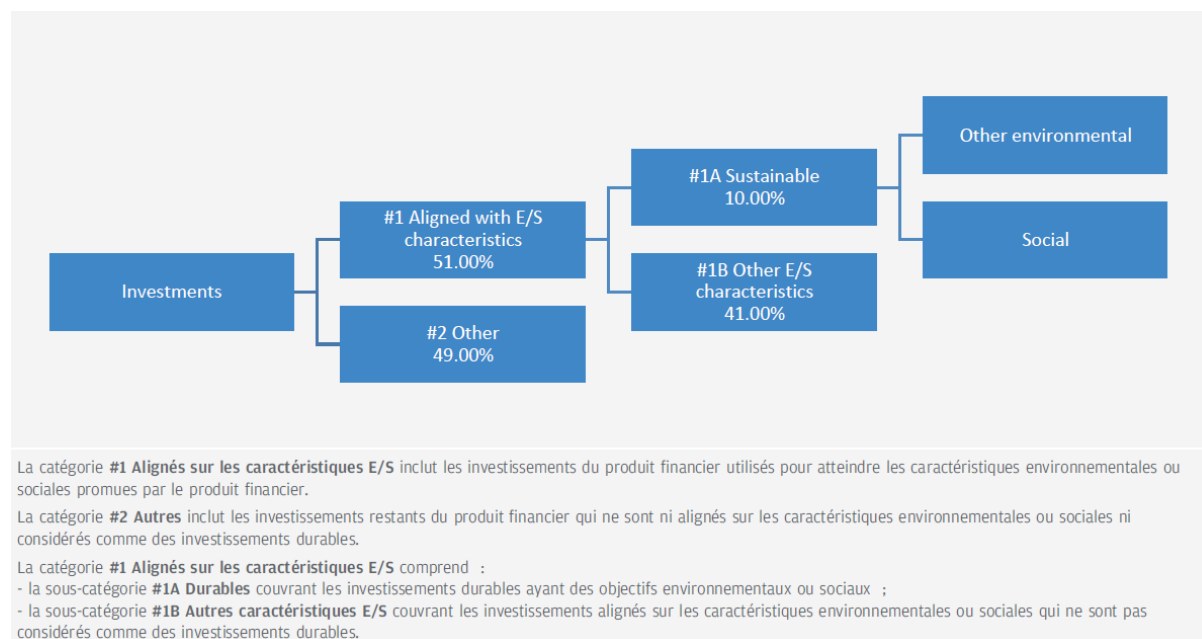 Investments
#1 Aligned with E/S
characteristics
51.00%
#2 Other
49.00%
#1A Sustainable
10.00%
#1B Other E/S
characteristics
41.00%
Other environmental
Social
La catégorie #1 Alignés sur les caractéristiques E/S inclut les investissements du produit financier utilisés pour atteindre les caractéristiques environnementales ou
sociales promues par le produit financier.
La catégorie #2 Autres inclut les investissements restants du produit financier qui ne sont ni alignés sur les caractéristiques environnementales ou sociales ni
considérés comme des investissements durables.
La catégorie #1 Alignés sur les caractéristiques E/S comprend :
- la sous-catégorie #1A Durables couvrant les investissements durables ayant des objectifs environnementaux ou sociaux ;
- la sous-catégorie #1B Autres caractéristiques E/S couvrant les investissements alignés sur les caractéristiques environnementales ou sociales qui ne sont pas
considérés comme des investissements durables.